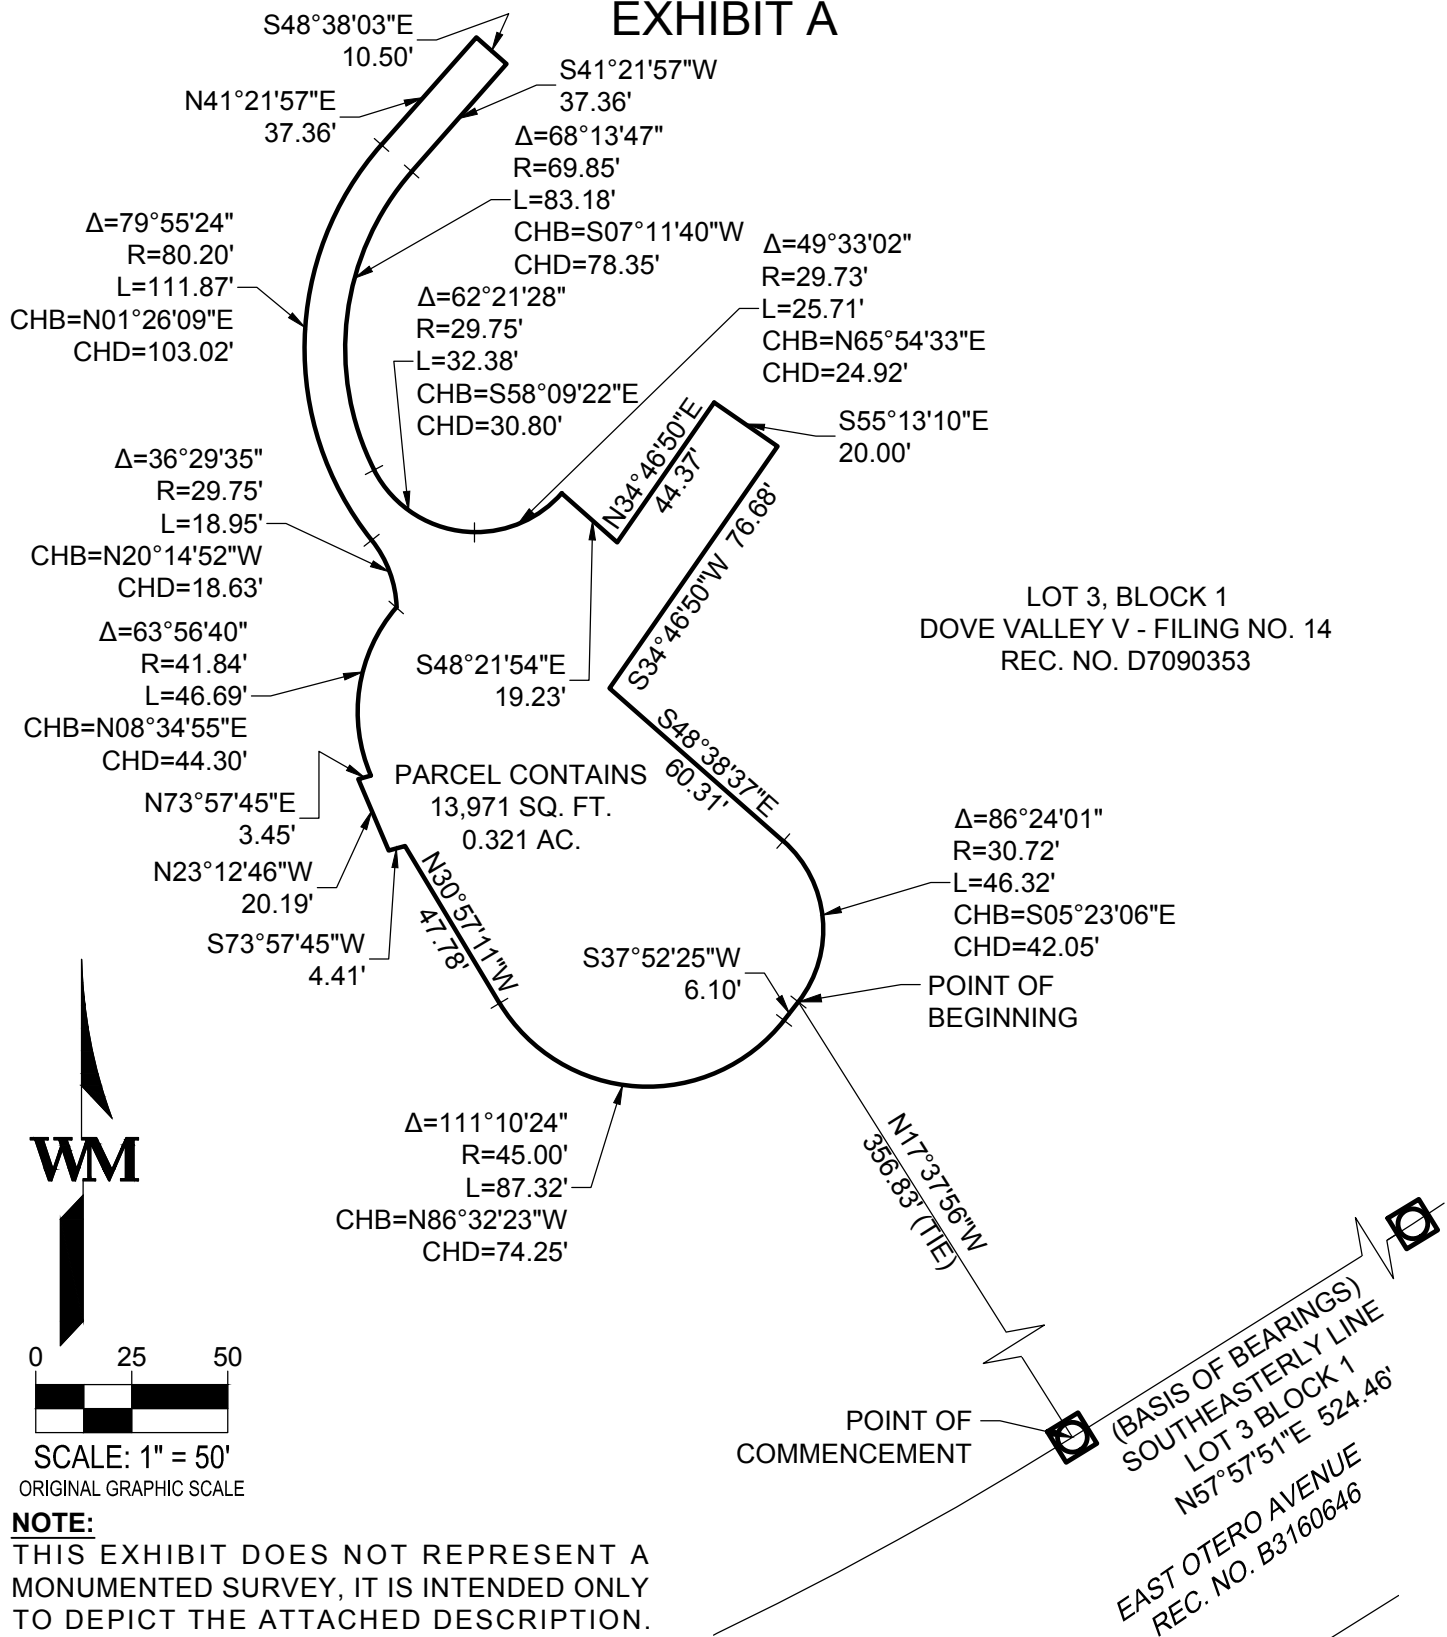 EXHIBIT A
S48°38'03"E
10.50'
S41°21'57"W
37.36'
N41°21'57"E
37.36'
Δ=68°13'47"
R=69.85'
L=83.18'
CHB=S07°11'40"W
CHD=78.35'
Δ=79°55'24"
R=80.20'
L=111.87'
CHB=N01°26'09"E
CHD=103.02'
Δ=49°33'02"
R=29.73'
L=25.71'
CHB=N65°54'33"E
CHD=24.92'
Δ=62°21'28"
R=29.75'
L=32.38'
CHB=S58°09'22"E
CHD=30.80'
N34°46'50"E
44.37'
S55°13'10"E
20.00'
Δ=36°29'35"
R=29.75'
L=18.95'
CHB=N20°14'52"W
CHD=18.63'
S34°46'50"W 76.68'
LOT 3, BLOCK 1
DOVE VALLEY V - FILING NO. 14
REC. NO. D7090353
Δ=63°56'40"
R=41.84'
L=46.69'
CHB=N08°34'55"E
CHD=44.30'
S48°21'54"E
19.23'
S48°38'37"E
60.31'
PARCEL CONTAINS
13,971 SQ. FT.
0.321 AC.
N73°57'45"E
3.45'
N23°12'46"W
20.19'
S73°57'45"W
4.41'
N30°57'11"W
47.78'
Δ=86°24'01"
R=30.72'
L=46.32'
CHB=S05°23'06"E
CHD=42.05'
S37°52'25"W
6.10'
POINT OF
BEGINNING
Δ=111°10'24"
R=45.00'
L=87.32'
CHB=N86°32'23"W
CHD=74.25'
N17°37'56"W
356.83' (TIE)
WM
0 25 50
SCALE: 1" = 50'
ORIGINAL GRAPHIC SCALE
POINT OF
COMMENCEMENT
(BASIS OF BEARINGS)
SOUTHEASTERLY LINE
LOT 3 BLOCK 1
N57°57'51"E 524.46'
EAST OTERO AVENUE
REC. NO. B3160646
NOTE:
THIS EXHIBIT DOES NOT REPRESENT A
MONUMENTED SURVEY, IT IS INTENDED ONLY
TO DEPICT THE ATTACHED DESCRIPTION.